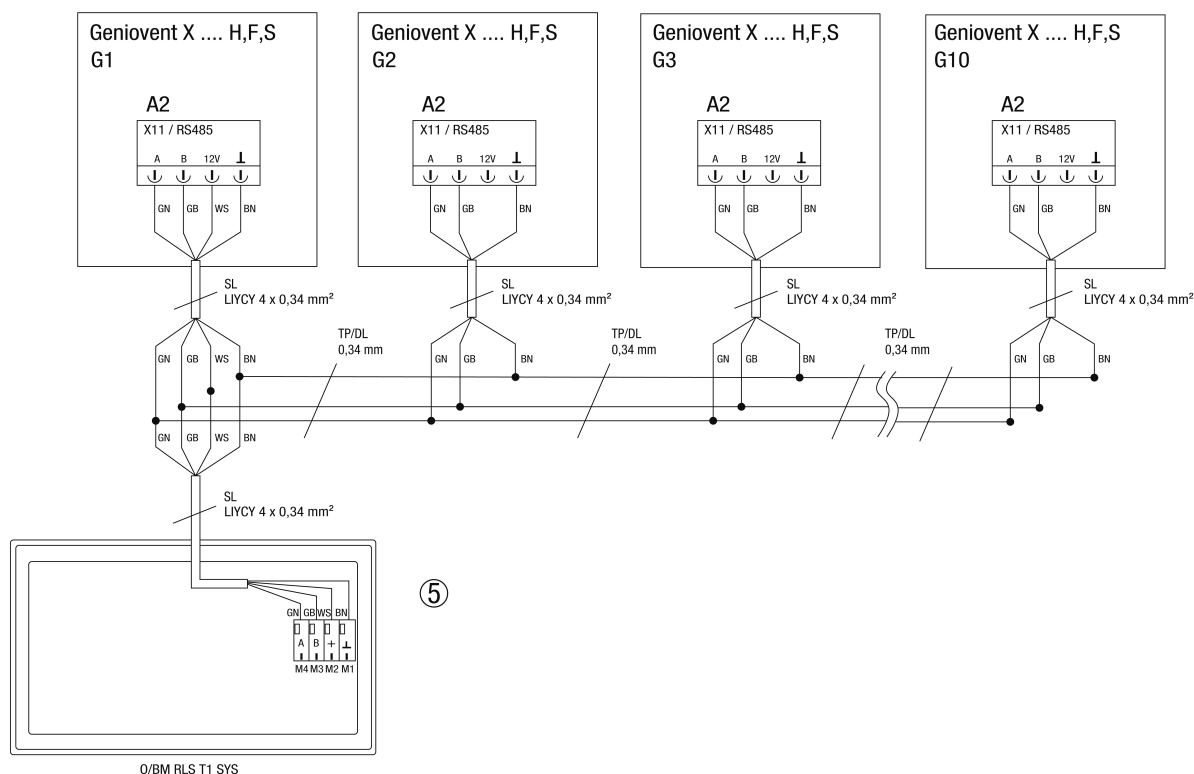 Geniovent X .... H,F,S
G1
Geniovent X .... H,F,S
G2
Geniovent X .... H,F,S
G3
Geniovent X .... H,F,S
G10
A2
A2
A2
A2
X11 / RS485
X11 / RS485
X11 / RS485
X11 / RS485
A B 12V
A B 12V
A B 12V
A B 12V
GN GB WS BN
GN GB BN
GN GB BN
GN GB BN
SL
LIYCY 4 x 0,34 mm²
SL
LIYCY 4 x 0,34 mm²
SL
LIYCY 4 x 0,34 mm²
SL
LIYCY 4 x 0,34 mm²
TP/DL
0,34 mm
TP/DL
0,34 mm
TP/DL
0,34 mm
GN GB WS BN
GN GB BN
GN GB BN
GN GB BN
GN GB WS BN
SL
LIYCY 4 x 0,34 mm²
5
GN GB WS BN
A B +
M4 M3 M2 M1
O/BM RLS T1 SYS